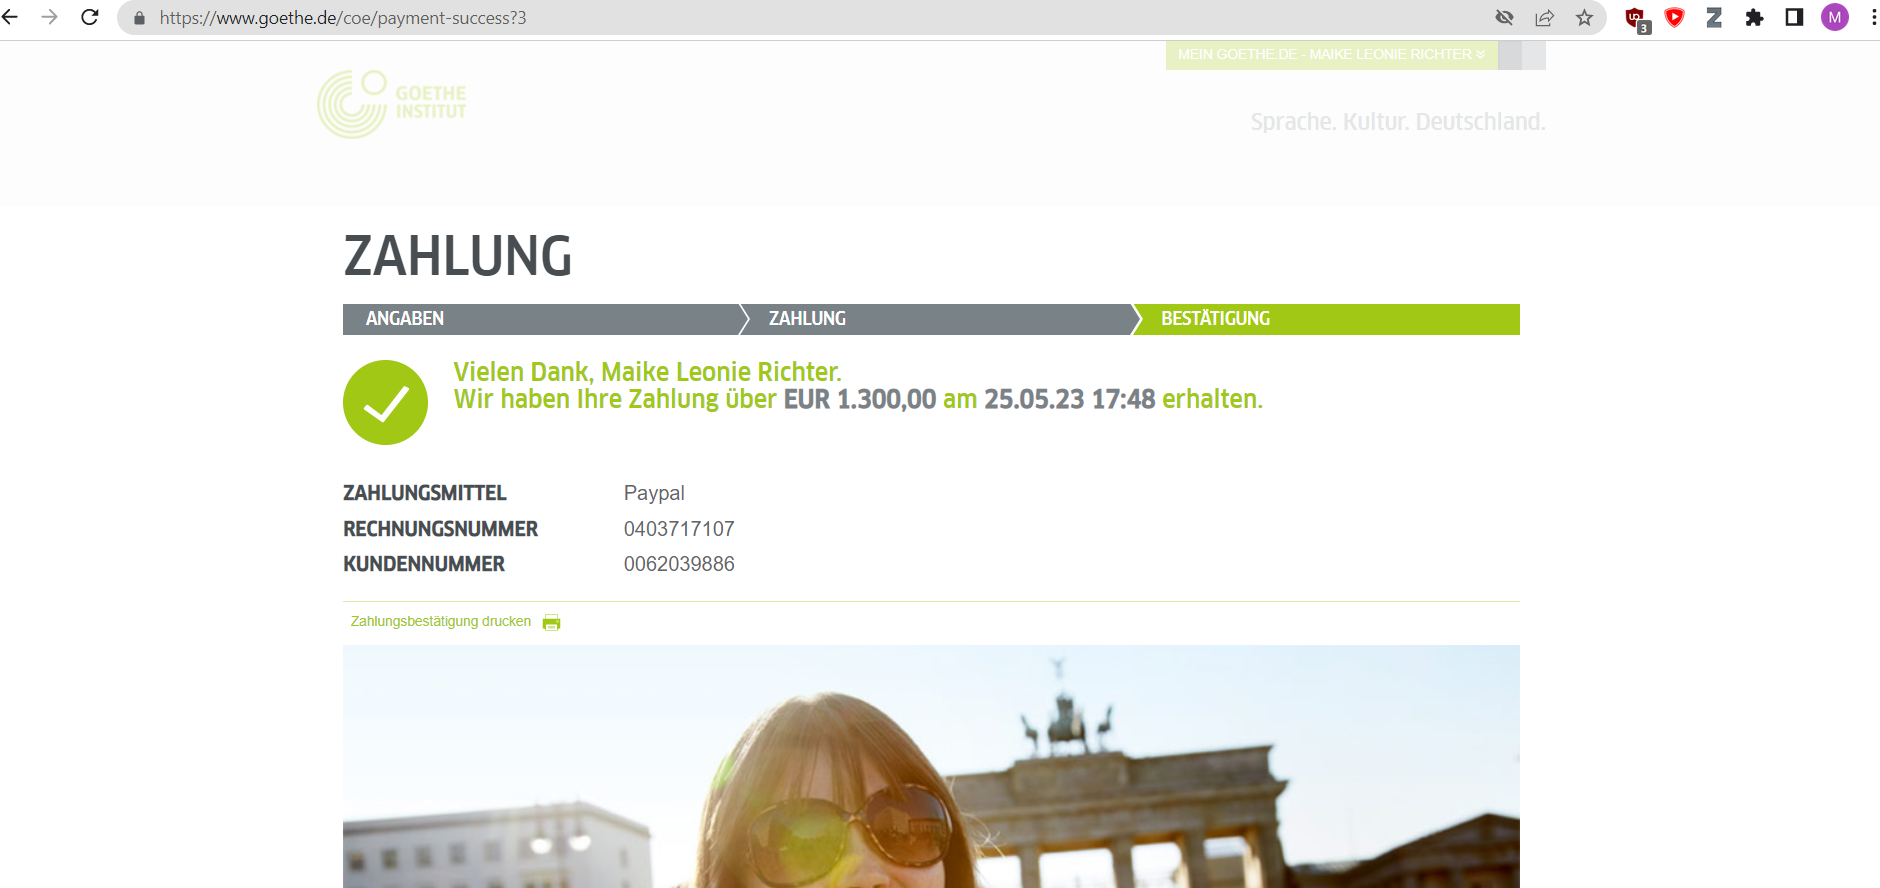 https://www.goethe.de/coe/payment-success?3
3
M
MEIN GOETHE.DE - MAIKE LEONIE RICHTER
GOETHE
INSTITUT
Sprache. Kultur. Deutschland.
ZAHLUNG
ANGABEN
ZAHLUNG
BESTÄTIGUNG
Vielen Dank, Maike Leonie Richter.
Wir haben Ihre Zahlung über EUR 1.300,00 am 25.05.23 17:48 erhalten.
ZAHLUNGSMITTEL Paypal
RECHNUNGSNUMMER 0403717107
KUNDENNUMMER 0062039886
Zahlungsbestätigung drucken